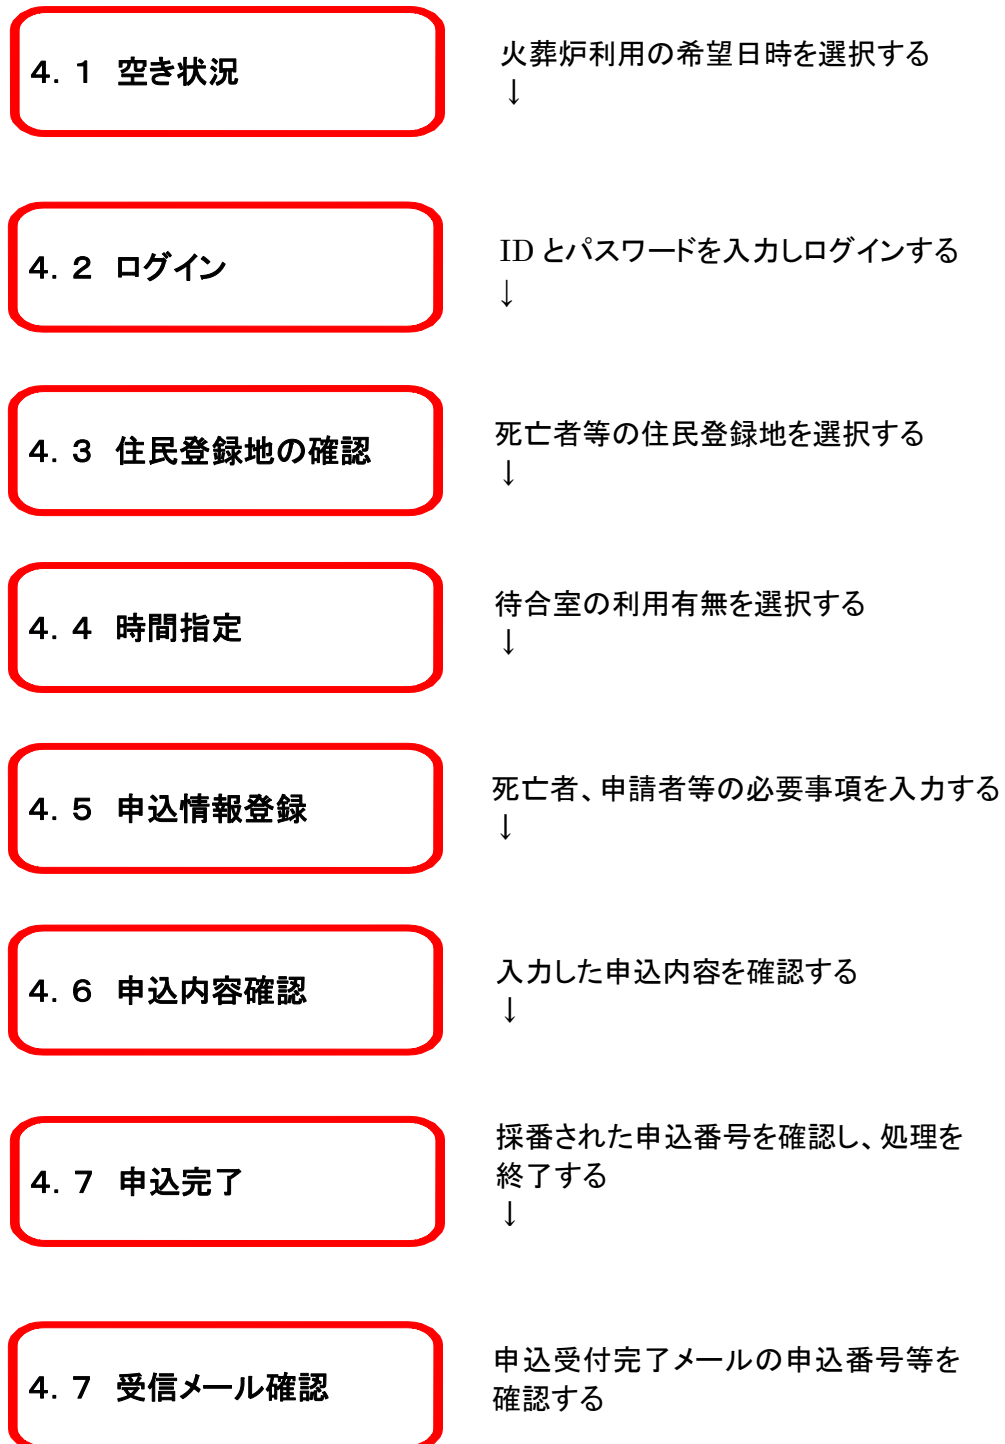 4．1　空き状況
火葬炉利用の希望日時を選択する
↓
4．2　ログイン
ID とパスワードを入力しログインする
↓
4．3　住民登録地の確認
死亡者等の住民登録地を選択する
↓
4．4　時間指定
待合室の利用有無を選択する
↓
4．5　申込情報登録
死亡者、申請者等の必要事項を入力する
↓
4．6　申込内容確認
入力した申込内容を確認する
↓
4．7　申込完了
採番された申込番号を確認し、処理を
終了する
↓
4．7　受信メール確認
申込受付完了メールの申込番号等を
確認する